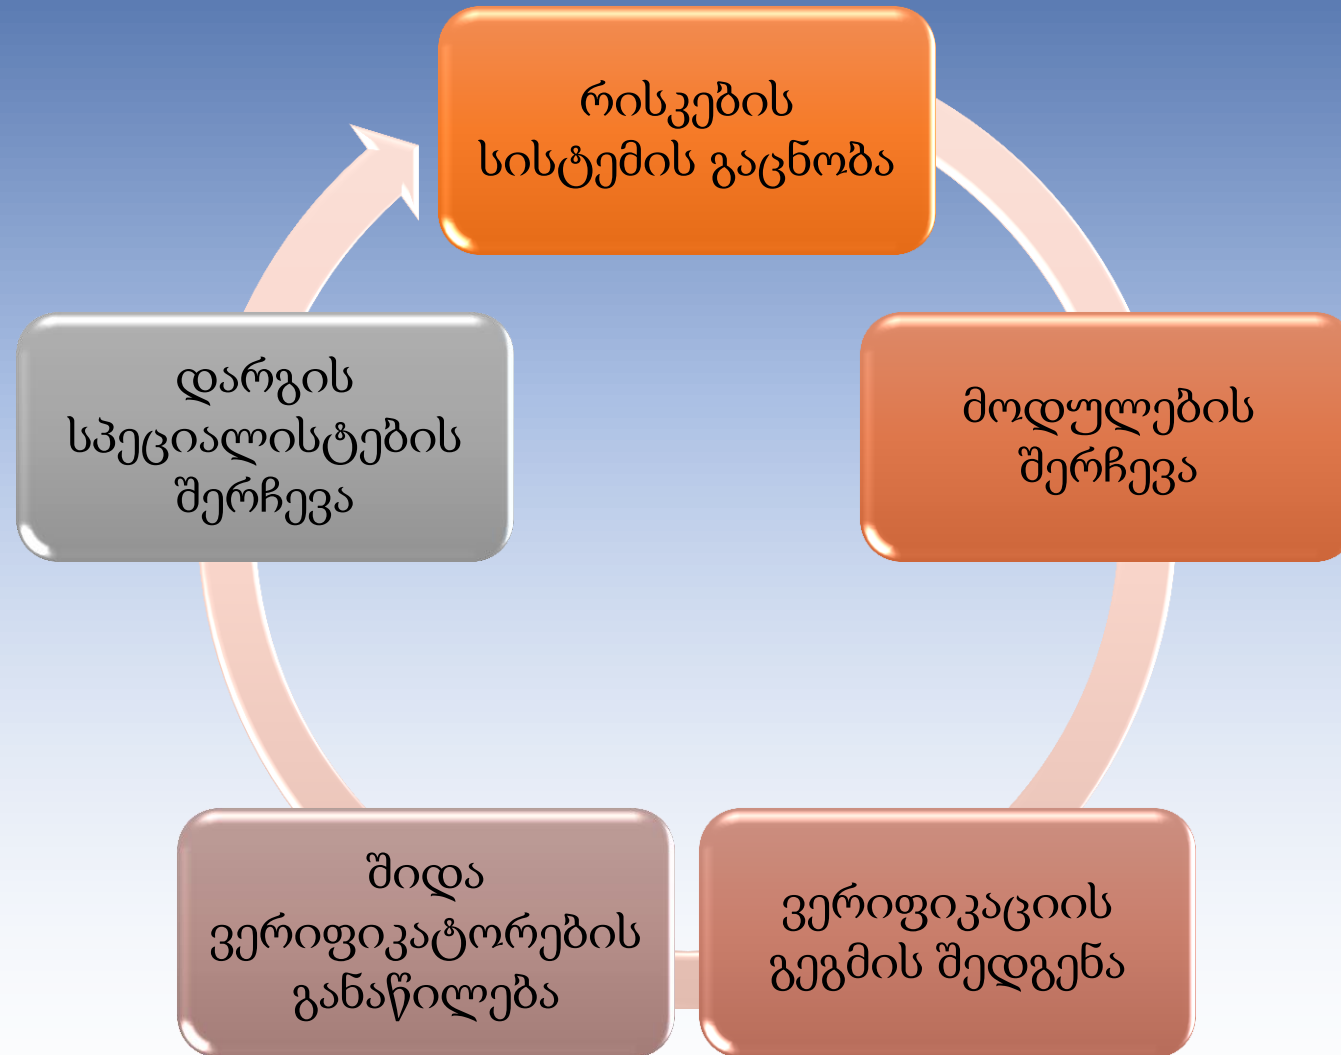 რისკების
სისტემის გაცნობა
მოდულების
შერჩევა
ვერიფიკაციის
გეგმის შედგენა
შიდა
ვერიფიკატორების
განაწილება
დარგის
სპეციალისტების
შერჩევა